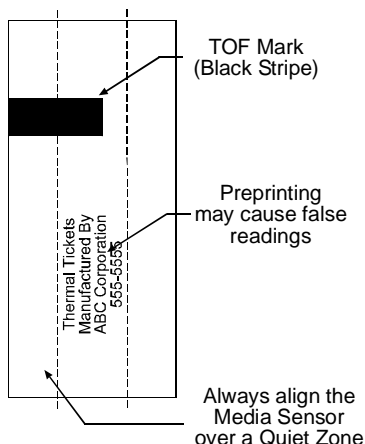 TOF Mark
(Black Stripe)
Preprinting
may cause false
readings
Thermal Tickets
Manufactured By
ABC Corporation
555-5555
Always align the
Media Sensor
over a Quiet Zone